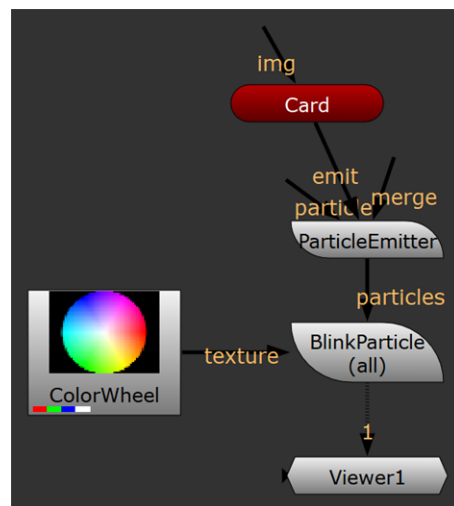 img
Card
emit
particle
merge
ParticleEmitter
particles
BlinkParticle
(all)
texture
ColorWheel
1
Viewer1